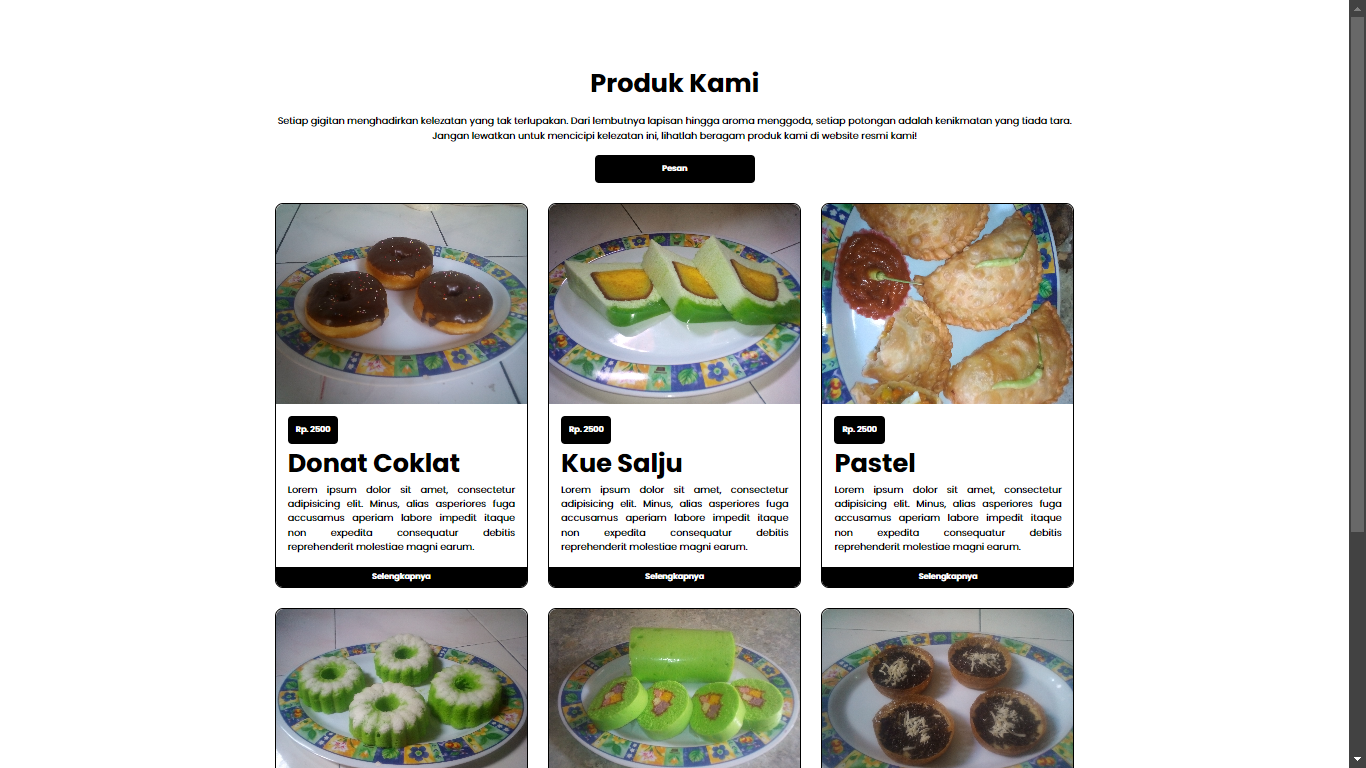 Produk Kami
Setiap gigitan menghadirkan kelezatan yang tak terlupakan. Dari lembutnya lapisan hingga aroma menggoda, setiap potongan adalah kenikmatan yang tiada tara.
Jangan lewatkan untuk mencicipi kelezatan ini, lihatlah beragam produk kami di website resmi kami!
Pesan
Rp. 2500
Donat Coklat
Lorem ipsum dolor sit amet, consectetur
adipisicing elit. Minus, alias asperiores fuga
accusamus aperiam labore impedit itaque
non expedita consequatur debitis
reprehenderit molestiae magni earum.
Selengkapnya
Rp. 2500
Kue Salju
Lorem ipsum dolor sit amet, consectetur
adipisicing elit. Minus, alias asperiores fuga
accusamus aperiam labore impedit itaque
non expedita consequatur debitis
reprehenderit molestiae magni earum.
Selengkapnya
Rp. 2500
Pastel
Lorem ipsum dolor sit amet, consectetur
adipisicing elit. Minus, alias asperiores fuga
accusamus aperiam labore impedit itaque
non expedita consequatur debitis
reprehenderit molestiae magni earum.
Selengkapnya